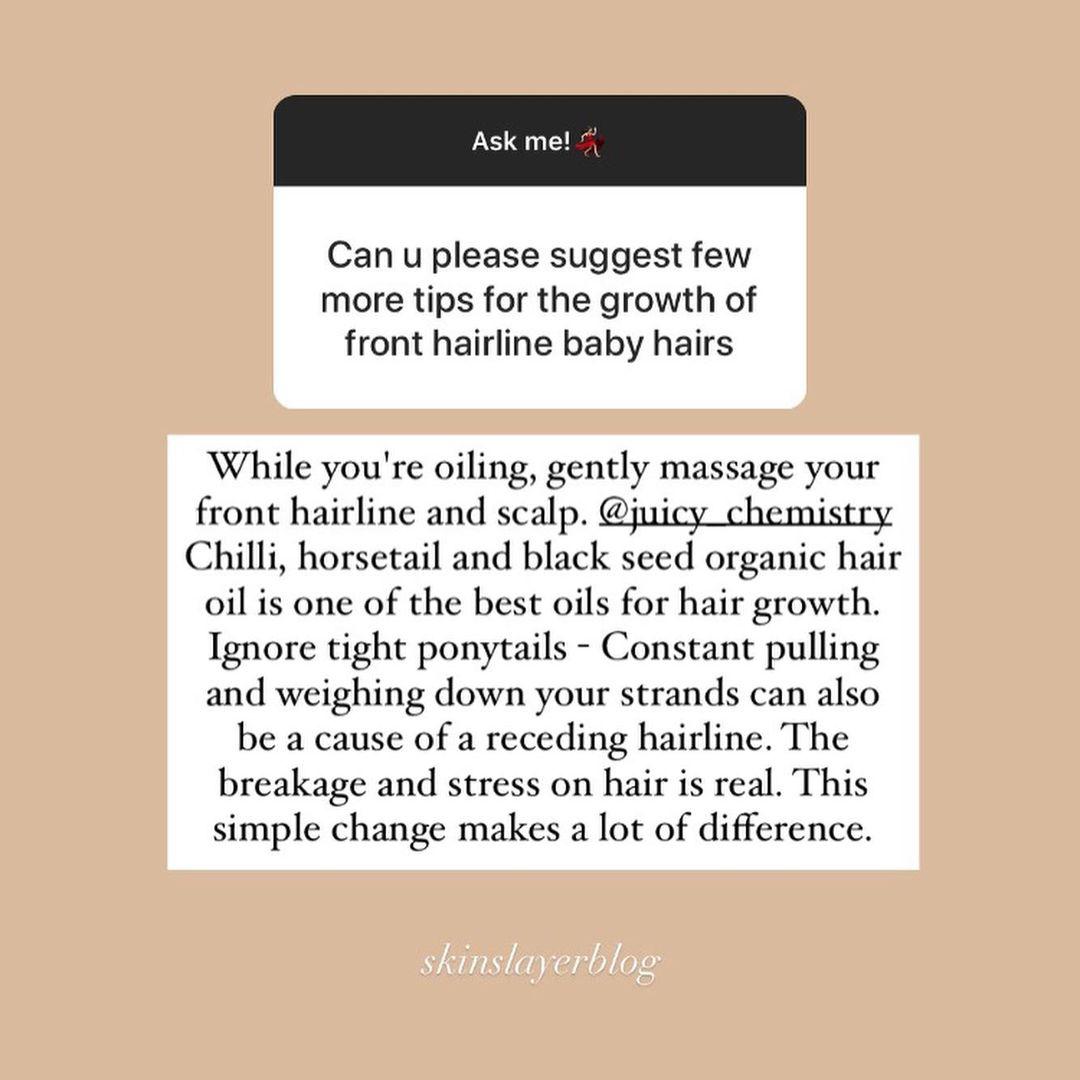 Ask me!💃
Can u please suggest few
more tips for the growth of
front hairline baby hairs
While you're oiling, gently massage your
front hairline and scalp. @juicy_chemistry
Chilli, horsetail and black seed organic hair
oil is one of the best oils for hair growth.
Ignore tight ponytails - Constant pulling
and weighing down your strands can also
be a cause of a receding hairline. The
breakage and stress on hair is real. This
simple change makes a lot of difference.
skinslayerblog